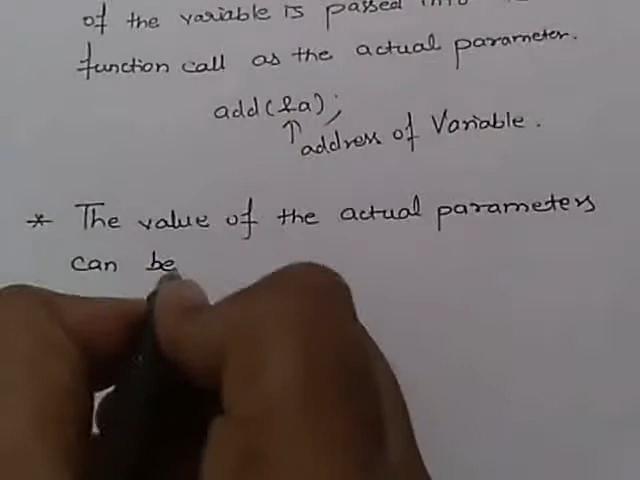 of the variable is passed into
function call as the actual parameter.
add(&a);
↑ address of Variable.
* The value of the actual parameters
can be